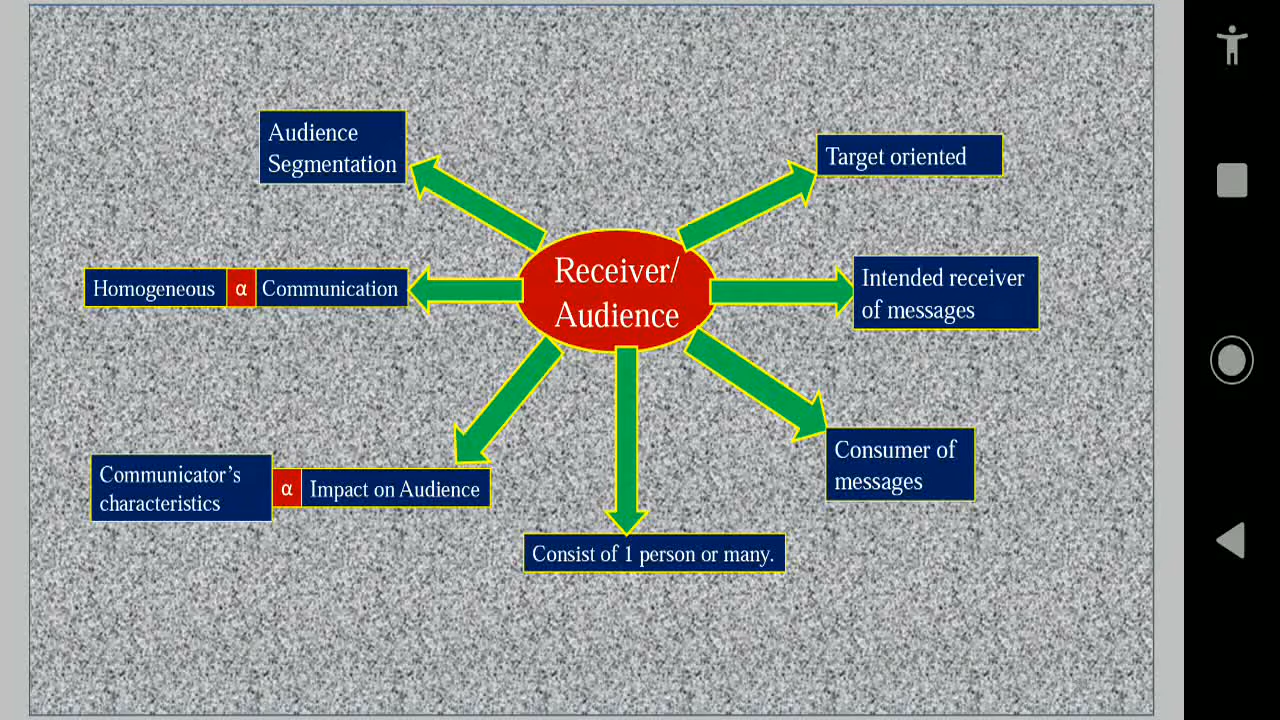 Audience
Segmentation
Target oriented
Receiver/
Audience
Homogeneous α Communication
Intended receiver
of messages
Communicator's
characteristics
α Impact on Audience
Consumer of
messages
Consist of 1 person or many.